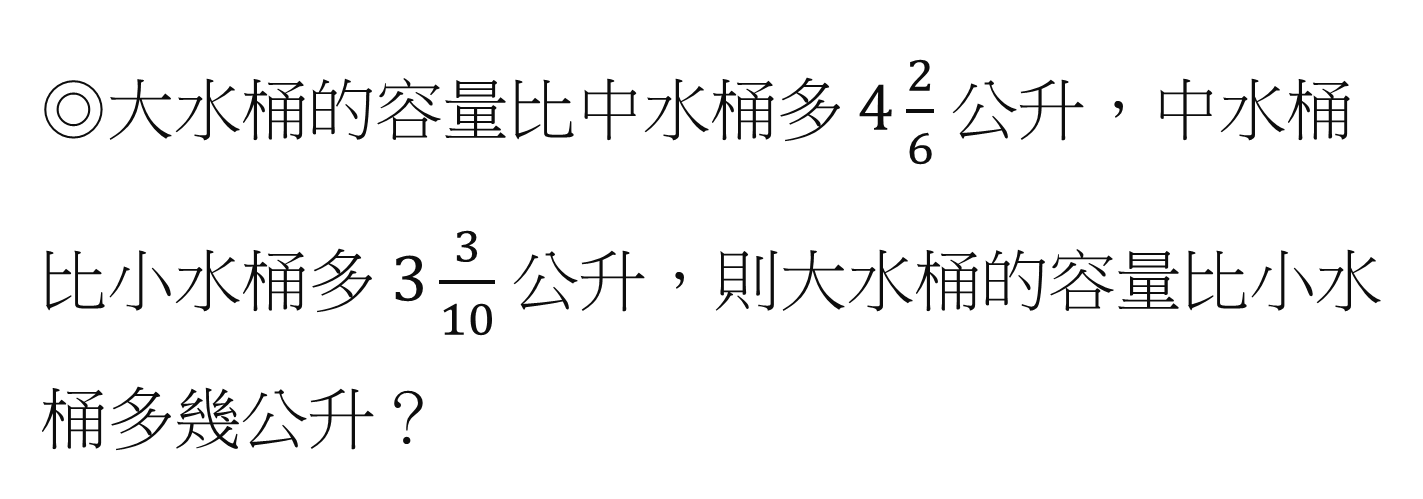 ◎大水桶的容量比中水桶多 4 2/6 公升，中水桶
比小水桶多 3 3/10 公升，則大水桶的容量比小水
桶多幾公升？